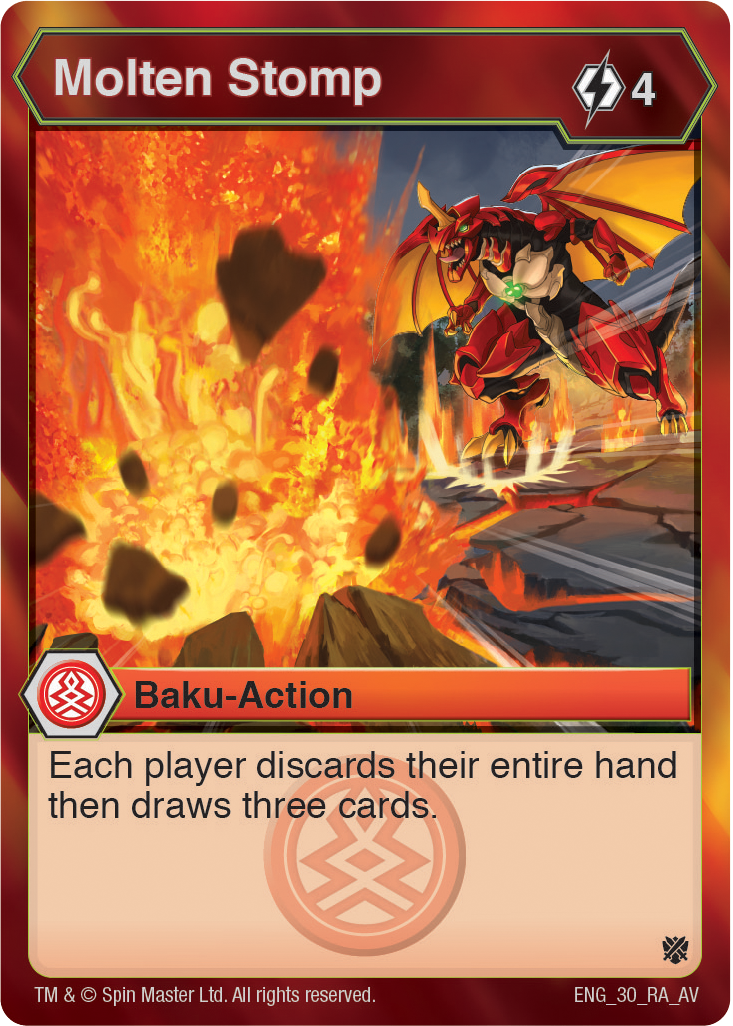 Molten Stomp
4
Baku-Action
Each player discards their entire hand
then draws three cards.
TM & © Spin Master Ltd. All rights reserved.
ENG_30_RA_AV